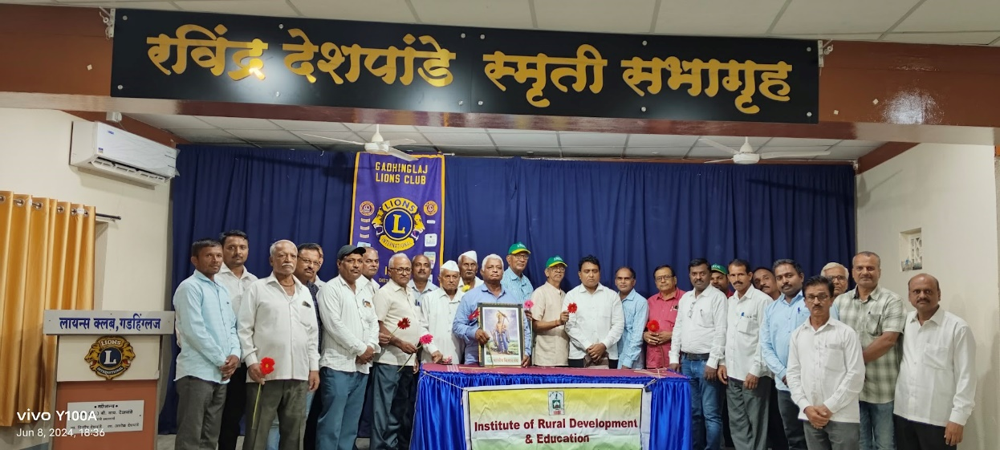 रविंद्र देशपांडे स्मृती सभागृह
GADHINGLAJ
LIONS CLUB
LIONS
L
INTERNATIONAL
लायन्स क्लब, गडहिंग्लज
LIONS
L
INTERNATIONAL
Institute of Rural Development
& Education
vivo Y100A
Jun 8, 2024, 18:36